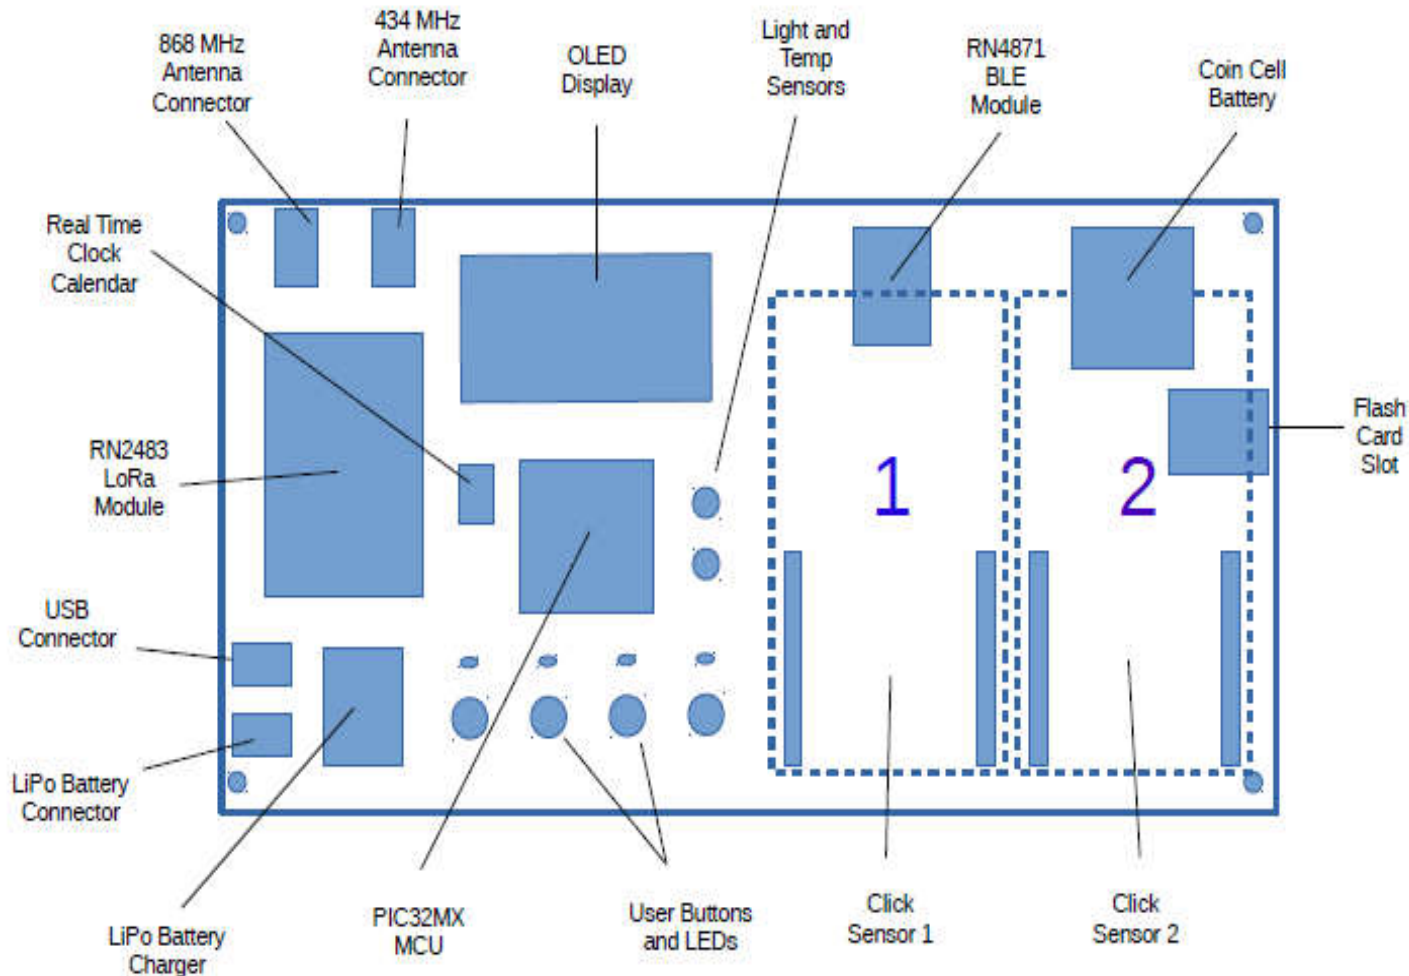 868 MHz
Antenna
Connector
434 MHz
Antenna
Connector
OLED
Display
Light and
Temp
Sensors
RN4871
BLE
Module
Coin Cell
Battery
Real Time
Clock
Calendar
RN2483
LoRa
Module
1
2
Flash
Card
Slot
USB
Connector
LiPo Battery
Connector
LiPo Battery
Charger
PIC32MX
MCU
User Buttons
and LEDs
Click
Sensor 1
Click
Sensor 2